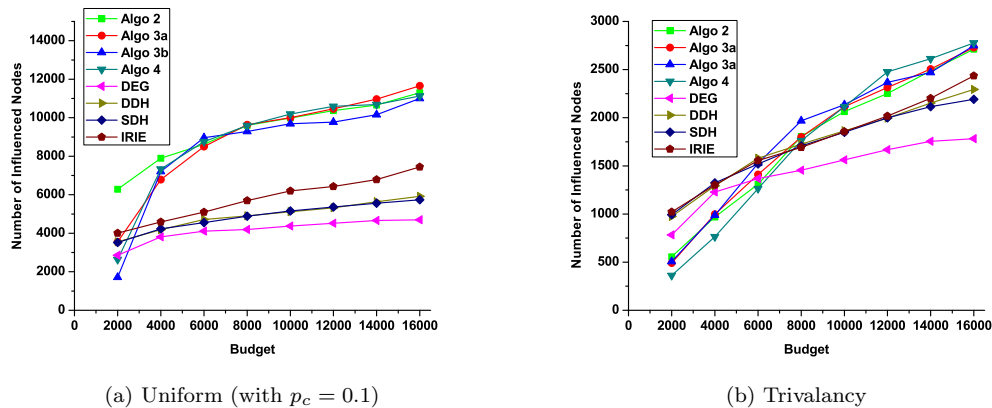 Algo 2
Algo 3a
Algo 3b
Algo 4
DEG
DDH
SDH
IRIE
14000
12000
10000
8000
6000
4000
2000
0
Number of Influenced Nodes
0 2000 4000 6000 8000 10000 12000 14000 16000
Budget
(a) Uniform (with p_c = 0.1)
Algo 2
Algo 3a
Algo 3a
Algo 4
DEG
DDH
SDH
IRIE
3000
2500
2000
1500
1000
500
0
Number of Influenced Nodes
0 2000 4000 6000 8000 10000 12000 14000 16000
Budget
(b) Trivalancy